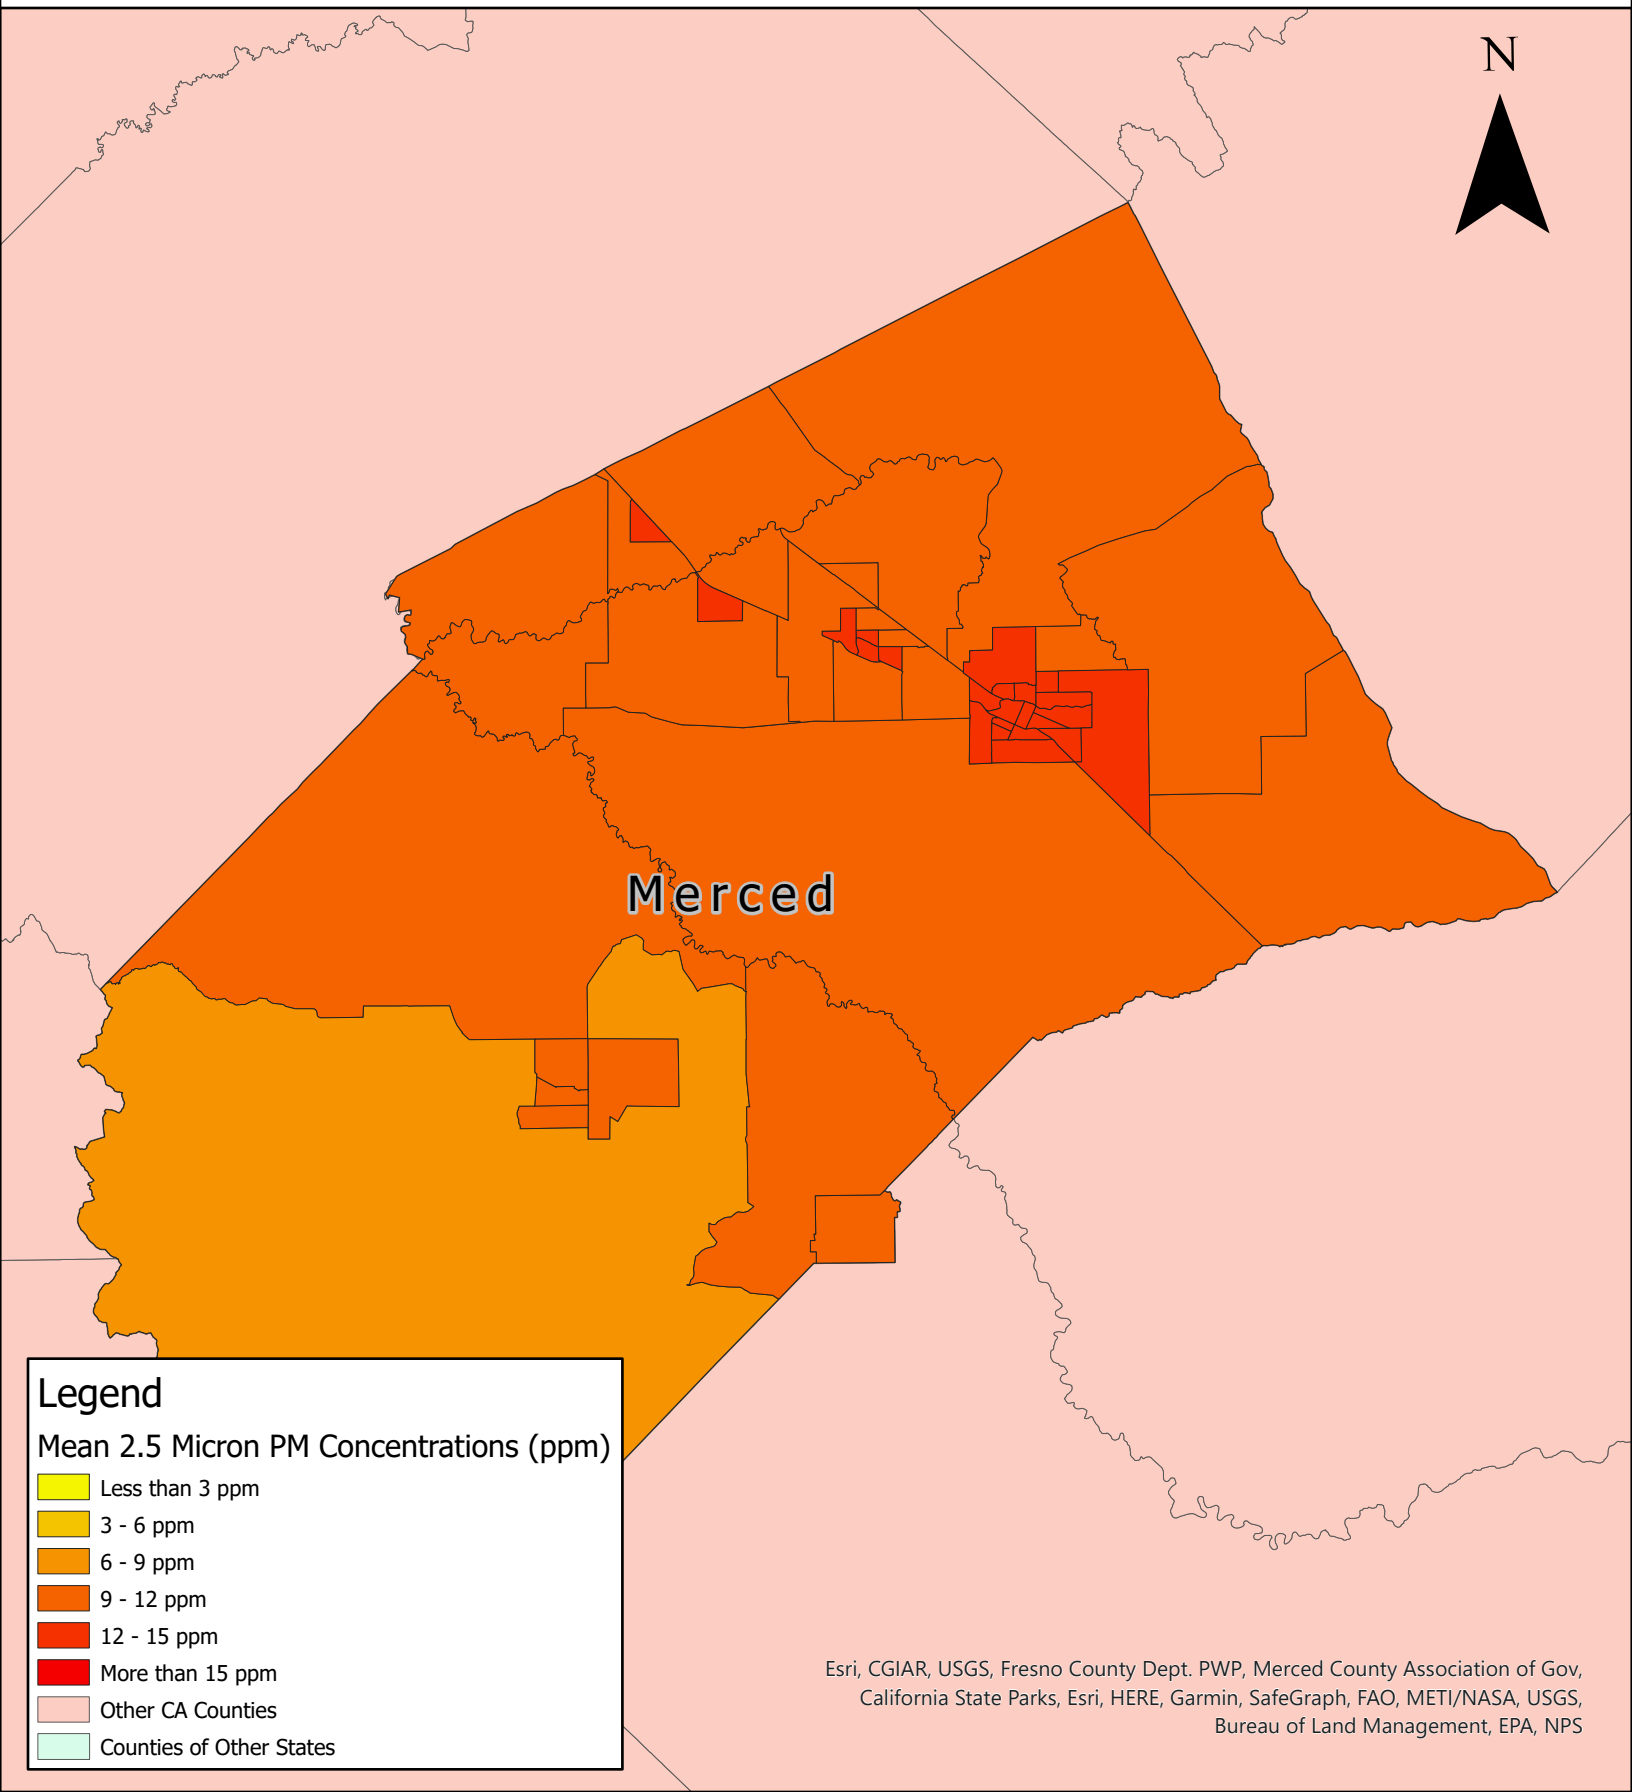 N
Merced
Legend
Mean 2.5 Micron PM Concentrations (ppm)
Less than 3 ppm
3 - 6 ppm
6 - 9 ppm
9 - 12 ppm
12 - 15 ppm
More than 15 ppm
Other CA Counties
Counties of Other States
Esri, CGIAR, USGS, Fresno County Dept. PWP, Merced County Association of Gov,
California State Parks, Esri, HERE, Garmin, SafeGraph, FAO, METI/NASA, USGS,
Bureau of Land Management, EPA, NPS